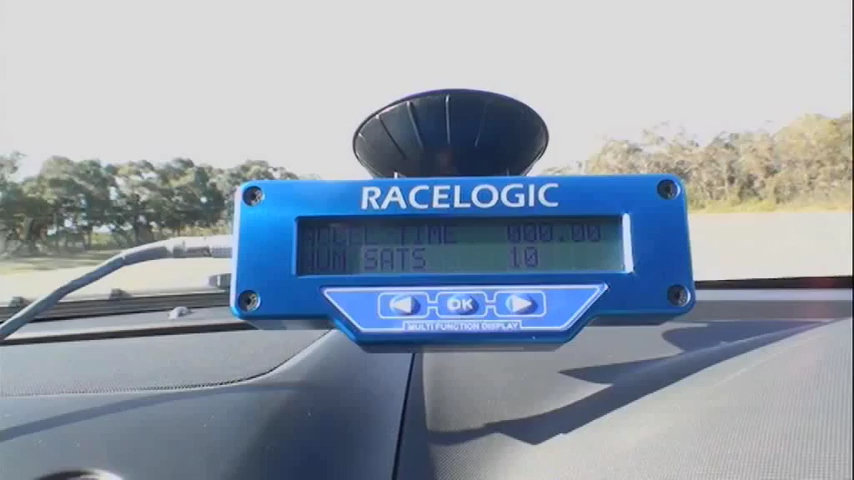 RACELOGIC
ACCEL TIME 000.00
NUM SATS 10
OK
MULTI FUNCTION DISPLAY